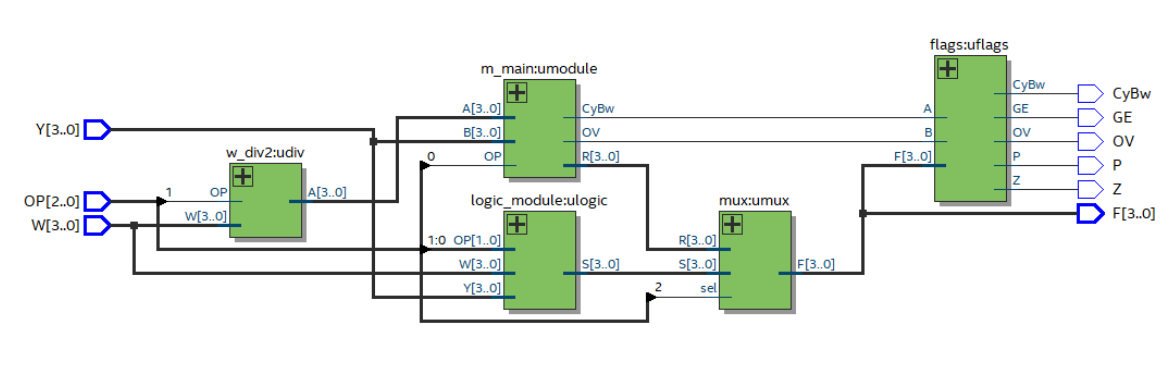 flags:uflags
m_main:umodule
CyBw
A[3..0] CyBw A GE CyBw
Y[3..0] B[3..0] OV B OV GE
w_div2:udiv 0 OP R[3..0] F[3..0] P OV
1 Z P
OP[2..0] OP A[3..0] logic_module:ulogic mux:umux Z
W[3..0] W[3..0] F[3..0]
1:0 OP[1..0] R[3..0]
W[3..0] S[3..0] S[3..0] F[3..0]
Y[3..0] 2 sel